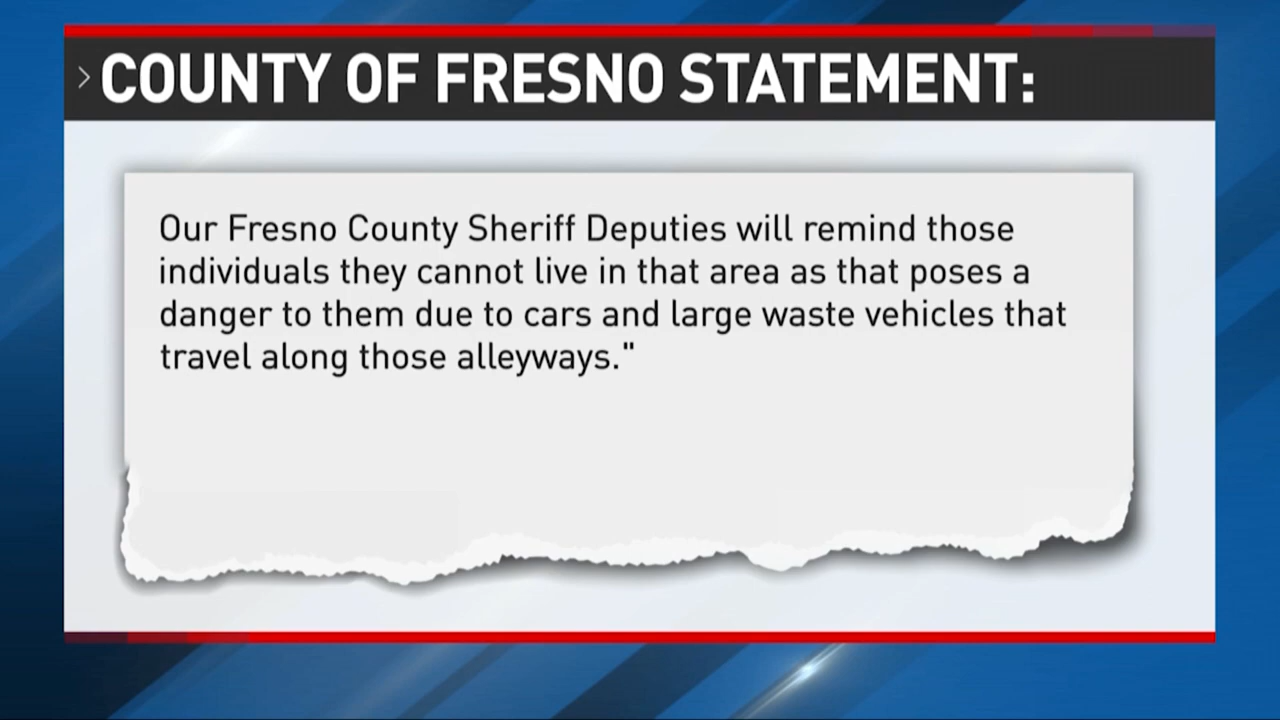 > COUNTY OF FRESNO STATEMENT:
Our Fresno County Sheriff Deputies will remind those
individuals they cannot live in that area as that poses a
danger to them due to cars and large waste vehicles that
travel along those alleyways."